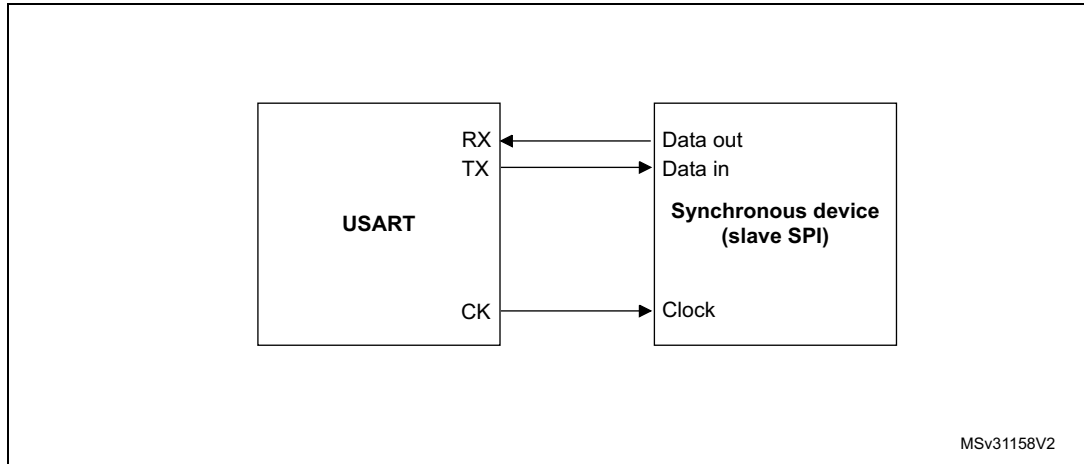 RX
TX
USART
CK
Data out
Data in
Synchronous device
(slave SPI)
Clock
MSv31158V2